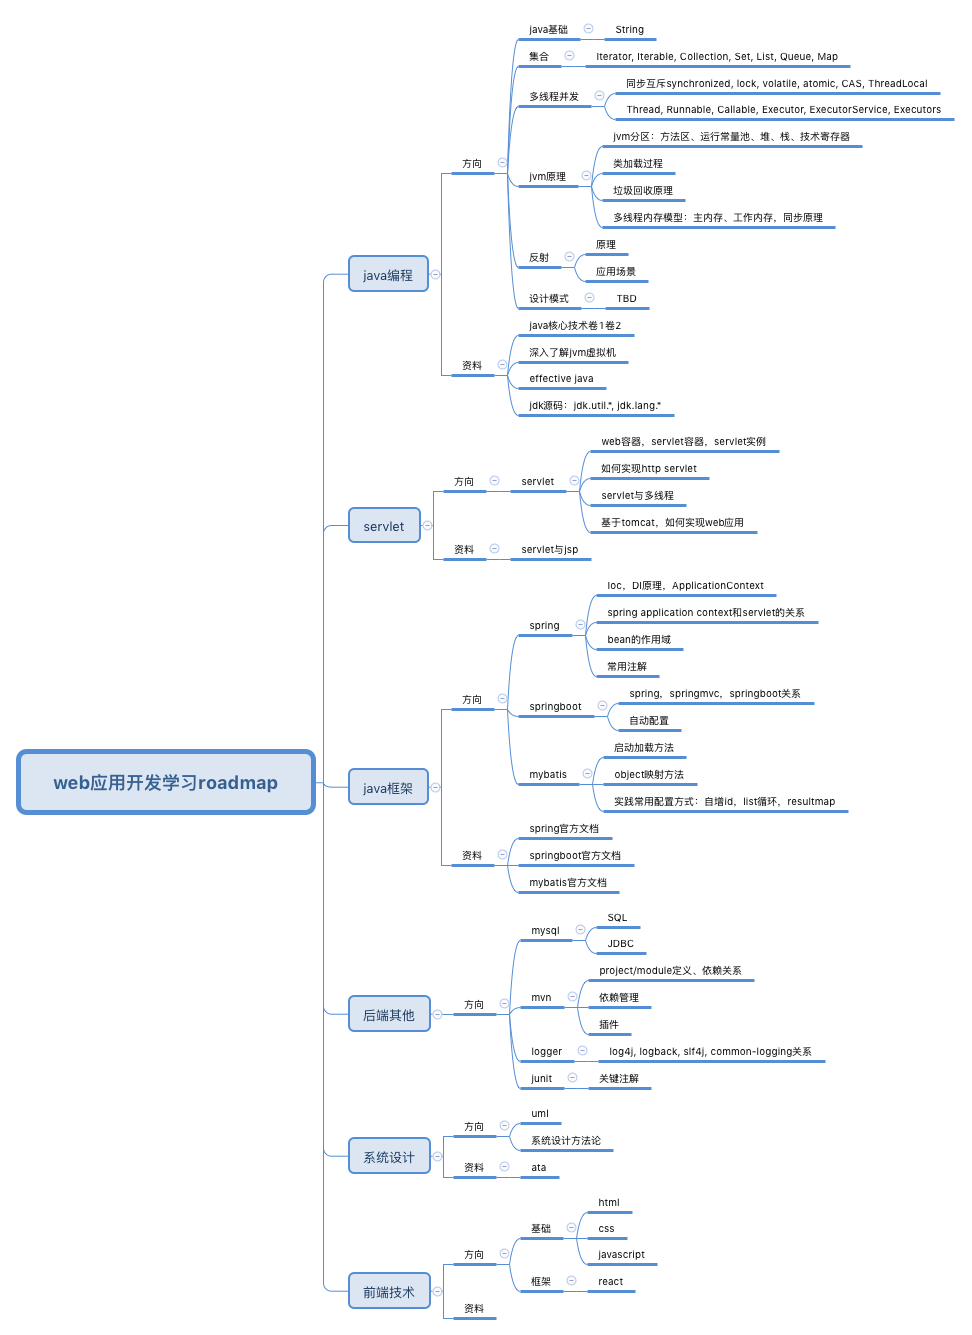 web应用开发学习roadmap
java编程
方向
java基础
String
集合
Iterator, Iterable, Collection, Set, List, Queue, Map
多线程并发
同步互斥synchronized, lock, volatile, atomic, CAS, ThreadLocal
Thread, Runnable, Callable, Executor, ExecutorService, Executors
jvm原理
jvm分区：方法区、运行常量池、堆、栈、技术寄存器
类加载过程
垃圾回收原理
多线程内存模型：主内存、工作内存，同步原理
反射
原理
应用场景
设计模式
TBD
资料
java核心技术卷1卷2
深入了解jvm虚拟机
effective java
jdk源码：jdk.util.*, jdk.lang.*
servlet
方向
servlet
web容器，servlet容器，servlet实例
如何实现http servlet
servlet与多线程
基于tomcat，如何实现web应用
资料
servlet与jsp
java框架
方向
spring
Ioc，DI原理，ApplicationContext
spring application context和servlet的关系
bean的作用域
常用注解
springboot
spring，springmvc，springboot关系
自动配置
mybatis
启动加载方法
object映射方法
实践常用配置方式：自增id，list循环，resultmap
资料
spring官方文档
springboot官方文档
mybatis官方文档
后端其他
方向
mysql
SQL
JDBC
mvn
project/module定义、依赖关系
依赖管理
插件
logger
log4j, logback, slf4j, common-logging关系
junit
关键注解
系统设计
方向
uml
系统设计方法论
资料
ata
前端技术
方向
基础
html
css
javascript
框架
react
资料